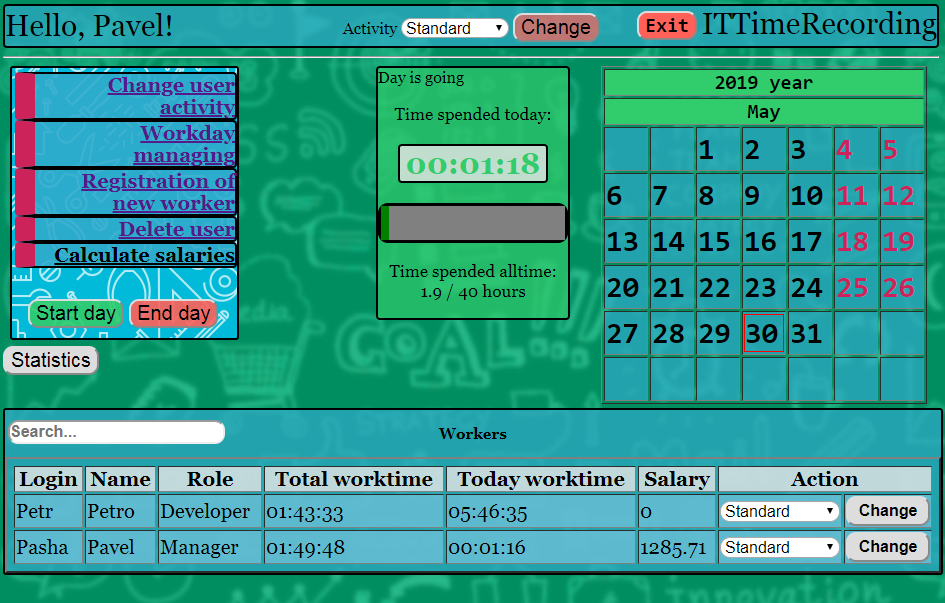 Hello, Pavel!
Activity Standard Change
Exit ITTimeRecording
Change user
activity
Workday
managing
Registration of
new worker
Delete user
Calculate salaries
Start day End day
Statistics
Day is going
Time spended today:
00:01:18
Time spended alltime:
1.9 / 40 hours
2019 year
May
1 2 3 4 5
6 7 8 9 10 11 12
13 14 15 16 17 18 19
20 21 22 23 24 25 26
27 28 29 30 31
GOAL...
STRATEGY
Search...
Workers
Login Name Role Total worktime Today worktime Salary Action
Petr Petro Developer 01:43:33 05:46:35 0 Standard Change
Pasha Pavel Manager 01:49:48 00:01:16 1285.71 Standard Change
Innovation